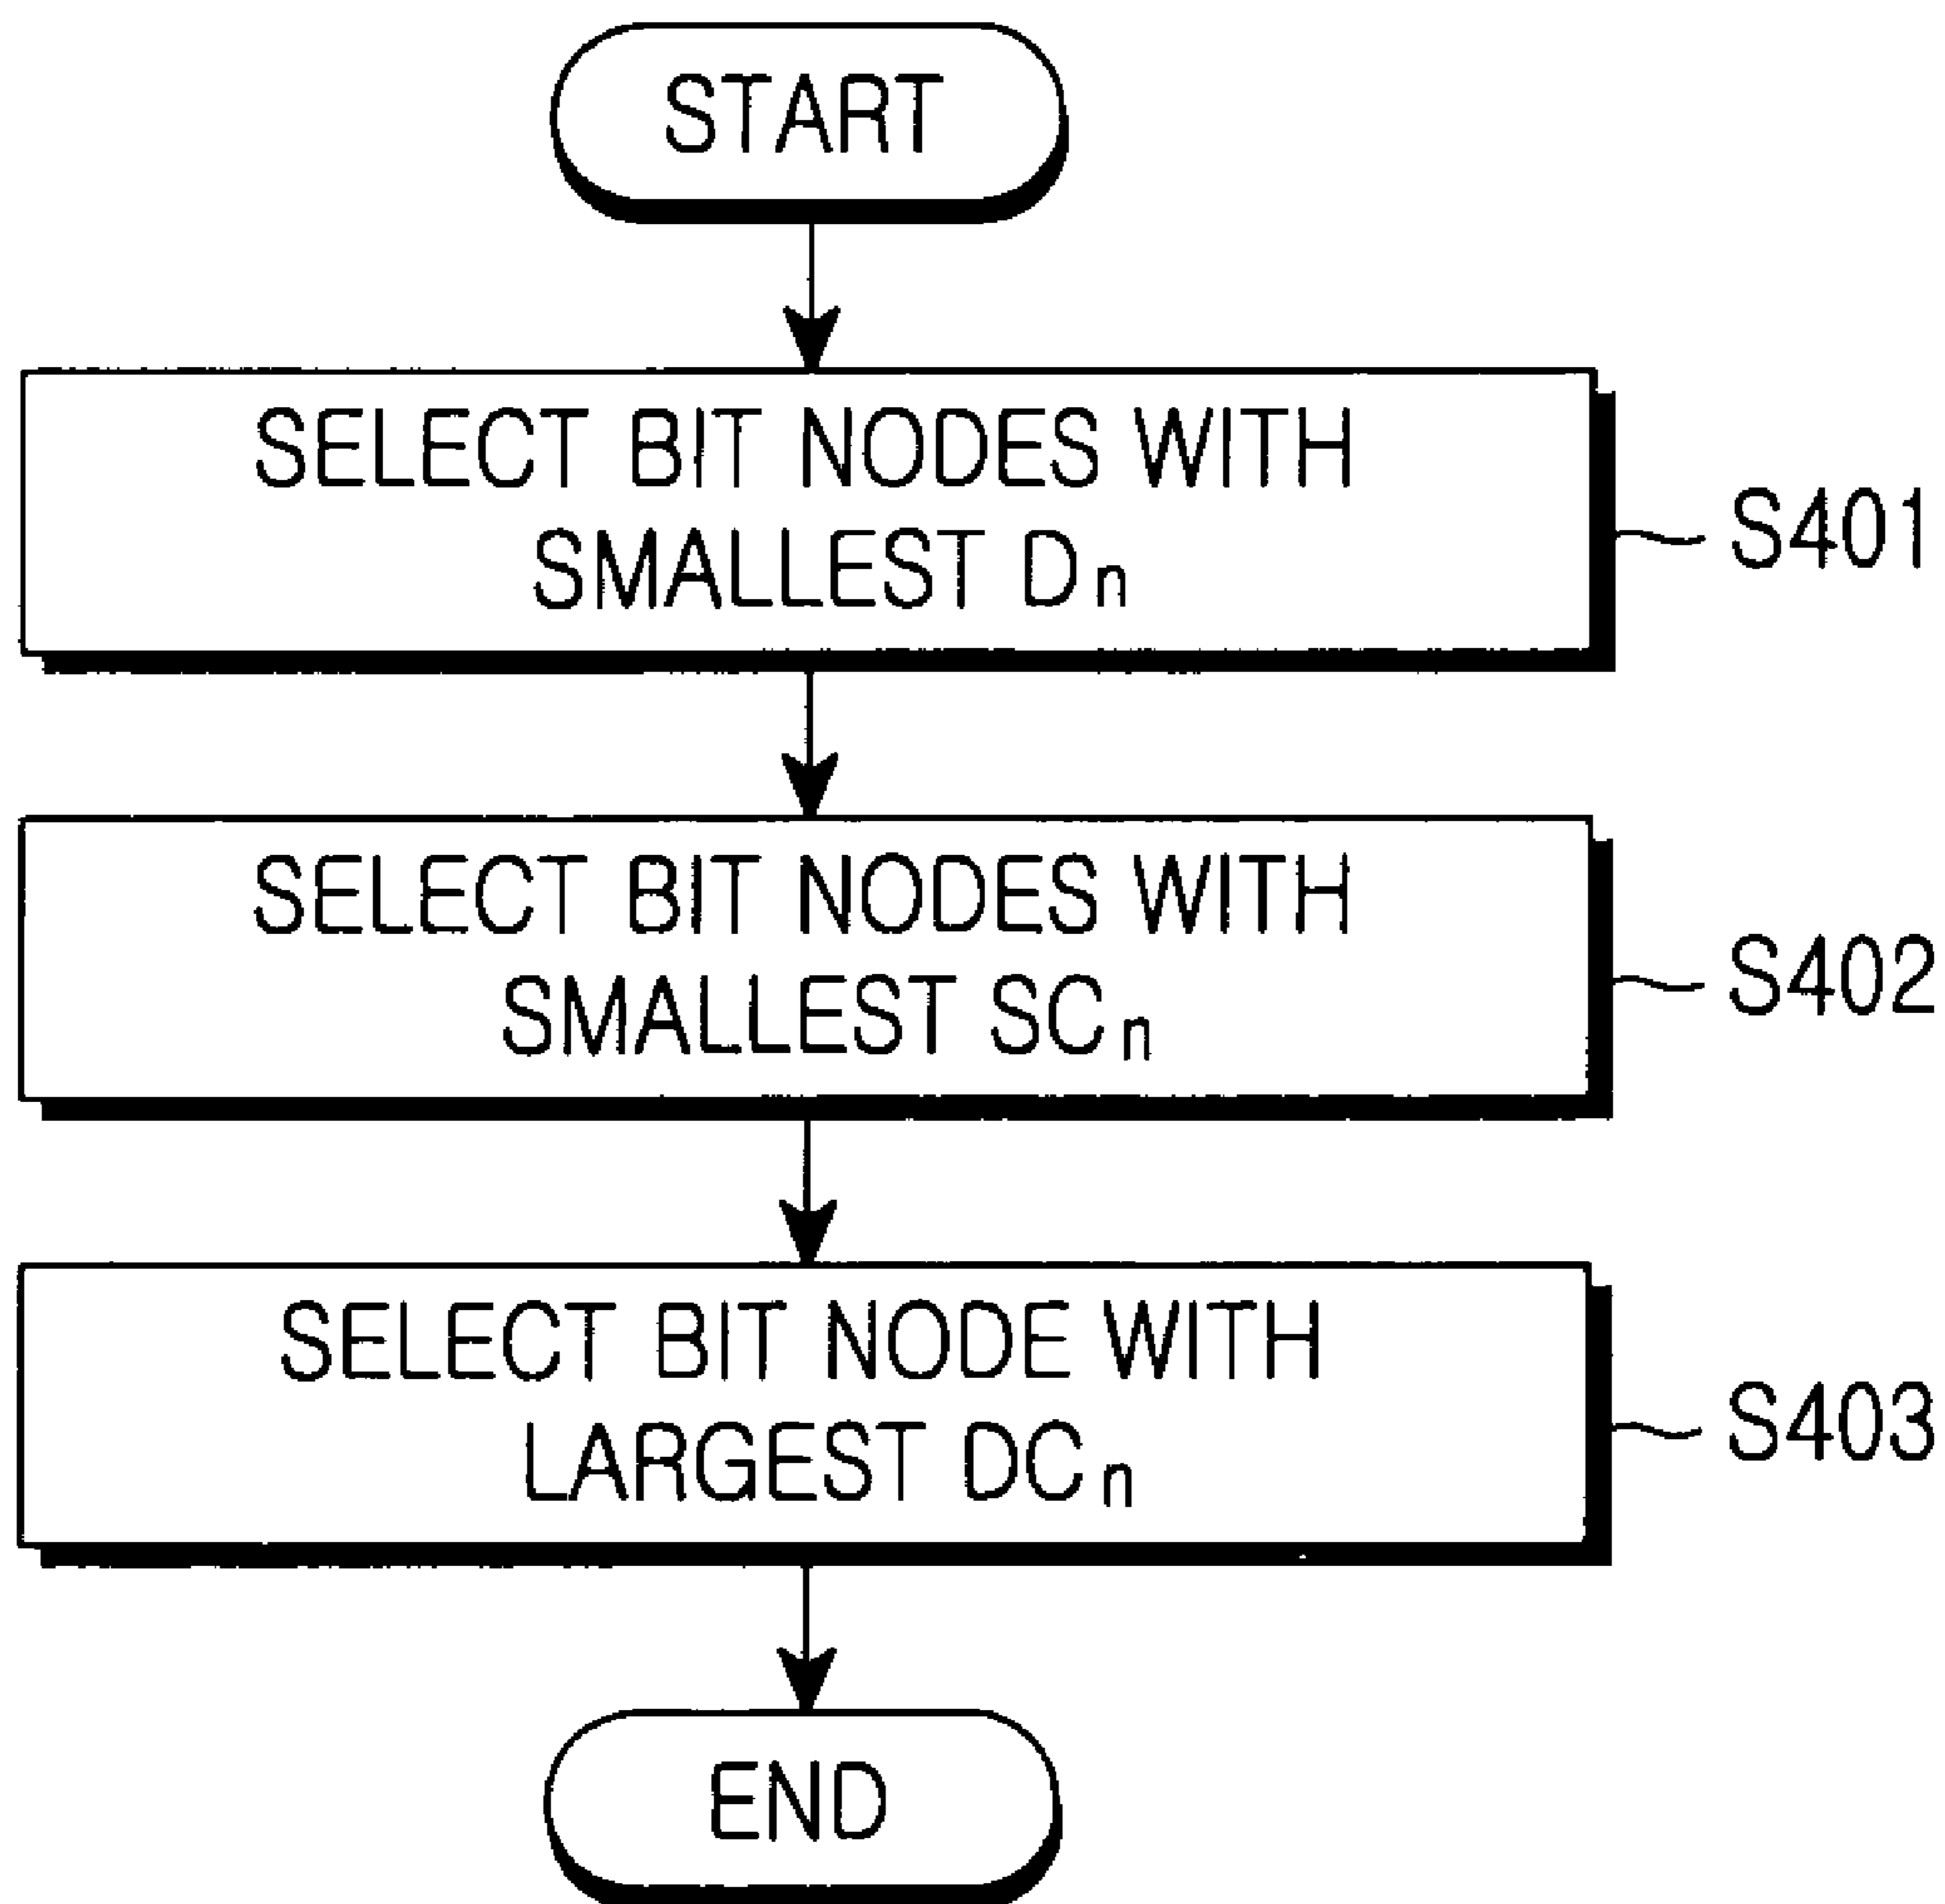 START
SELECT BIT NODES WITH
SMALLEST Dn
S401
SELECT BIT NODES WITH
SMALLEST SCn
S402
SELECT BIT NODE WITH
LARGEST DCn
S403
END